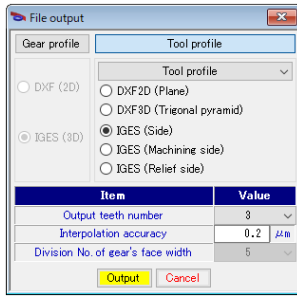 File output
Gear profile
Tool profile
Tool profile
DXF (2D)
IGES (3D)
DXF2D (Plane)
DXF3D (Trigonal pyramid)
IGES (Side)
IGES (Machining side)
IGES (Relief side)
Item Value
Output teeth number 3
Interpolation accuracy 0.2 μm
Division No. of gear's face width 5
Output Cancel